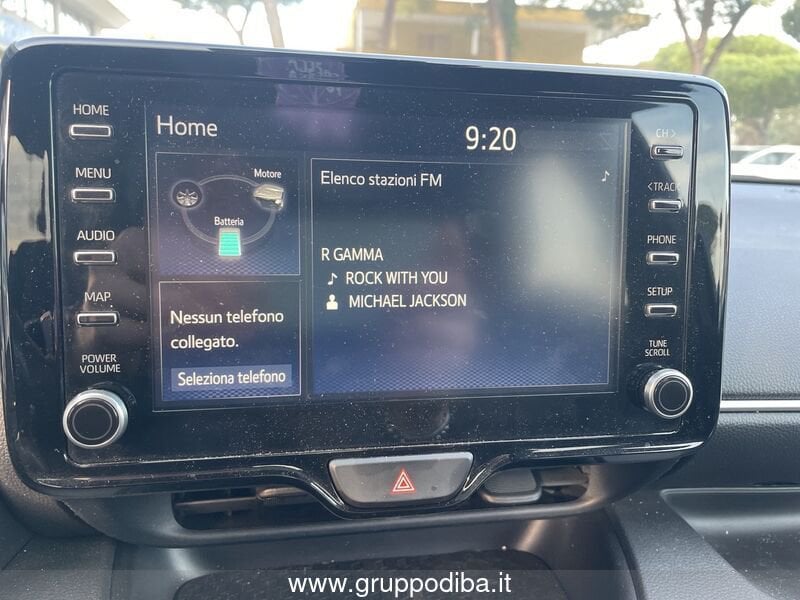 HOME
MENU
AUDIO
MAP
POWER
VOLUME
Home
9:20
Motore
Batteria
Nessun telefono
collegato.
Seleziona telefono
Elenco stazioni FM
R GAMMA
ROCK WITH YOU
MICHAEL JACKSON
CH >
< TRACK
PHONE
SETUP
TUNE
SCROLL
www.gruppodiba.it